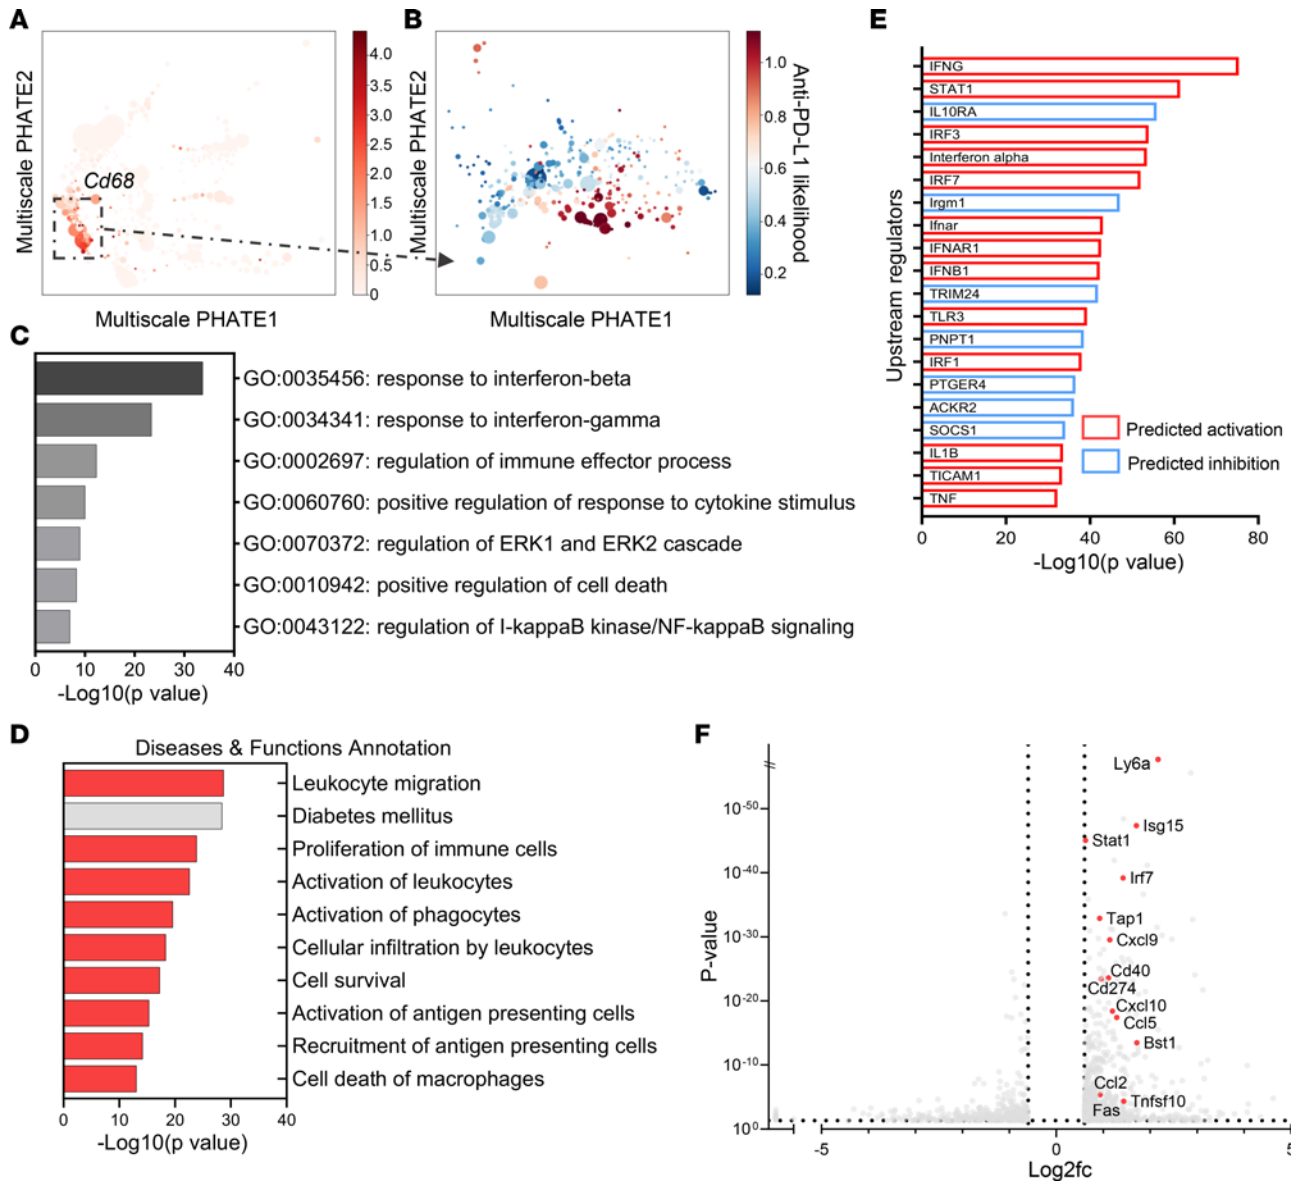 A
Multiscale PHATE2
Cd68
4.0
3.0
3.5
2.0
2.5
1.5
1.0
0.5
0
Multiscale PHATE1
B
Multiscale PHATE2
1.0
0.8
0.6
0.4
0.2
Anti-PD-L1 likelihood
Multiscale PHATE1
C
GO:0035456: response to interferon-beta
GO:0034341: response to interferon-gamma
GO:0002697: regulation of immune effector process
GO:0060760: positive regulation of response to cytokine stimulus
GO:0070372: regulation of ERK1 and ERK2 cascade
GO:0010942: positive regulation of cell death
GO:0043122: regulation of I-kappaB kinase/NF-kappaB signaling
0 10 20 30 40
-Log10(p value)
D
Diseases & Functions Annotation
Leukocyte migration
Diabetes mellitus
Proliferation of immune cells
Activation of leukocytes
Activation of phagocytes
Cellular infiltration by leukocytes
Cell survival
Activation of antigen presenting cells
Recruitment of antigen presenting cells
Cell death of macrophages
0 10 20 30 40
-Log10(p value)
E
Upstream regulators
IFNG
STAT1
IL10RA
IRF3
Interferon alpha
IRF7
Irgm1
Ifnar
IFNAR1
IFNB1
TRIM24
TLR3
PNPT1
IRF1
PTGER4
ACKR2
SOCS1
IL1B
TICAM1
TNF
Predicted activation
Predicted inhibition
0 20 40 60 80
-Log10(p value)
F
P-value
10-50
10-40
10-30
10-20
10-10
100
Ly6a
Isg15
Stat1
Irf7
Tap1
Cxcl9
Cd40
Cd274
Cxcl10
Ccl5
Bst1
Ccl2
Tnfsf10
Fas
-5 0 5
Log2fc